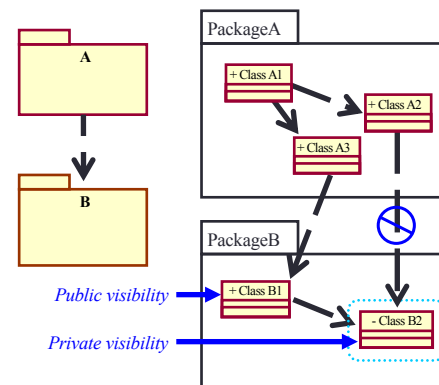 A
B
PackageA
+ Class A1
+ Class A2
+ Class A3
PackageB
Public visibility
+ Class B1
- Class B2
Private visibility